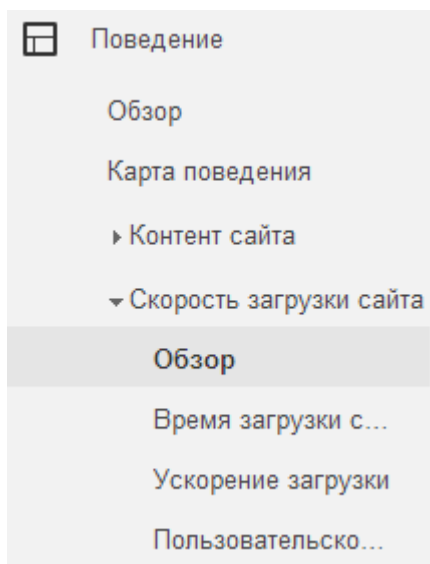 Поведение
Обзор
Карта поведения
Контент сайта
Скорость загрузки сайта
Обзор
Время загрузки с...
Ускорение загрузки
Пользовательско...